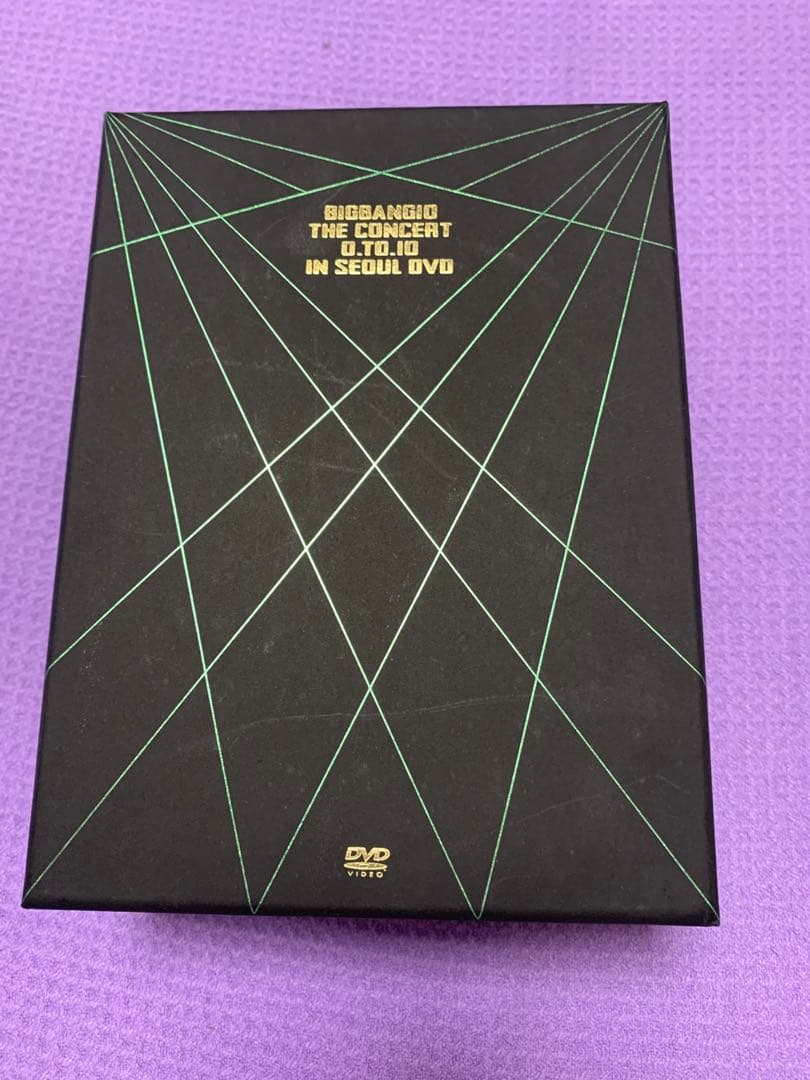 BIGBANG10
THE CONCERT
0.TO.10
IN SEOUL DVD
DVD
VIDEO